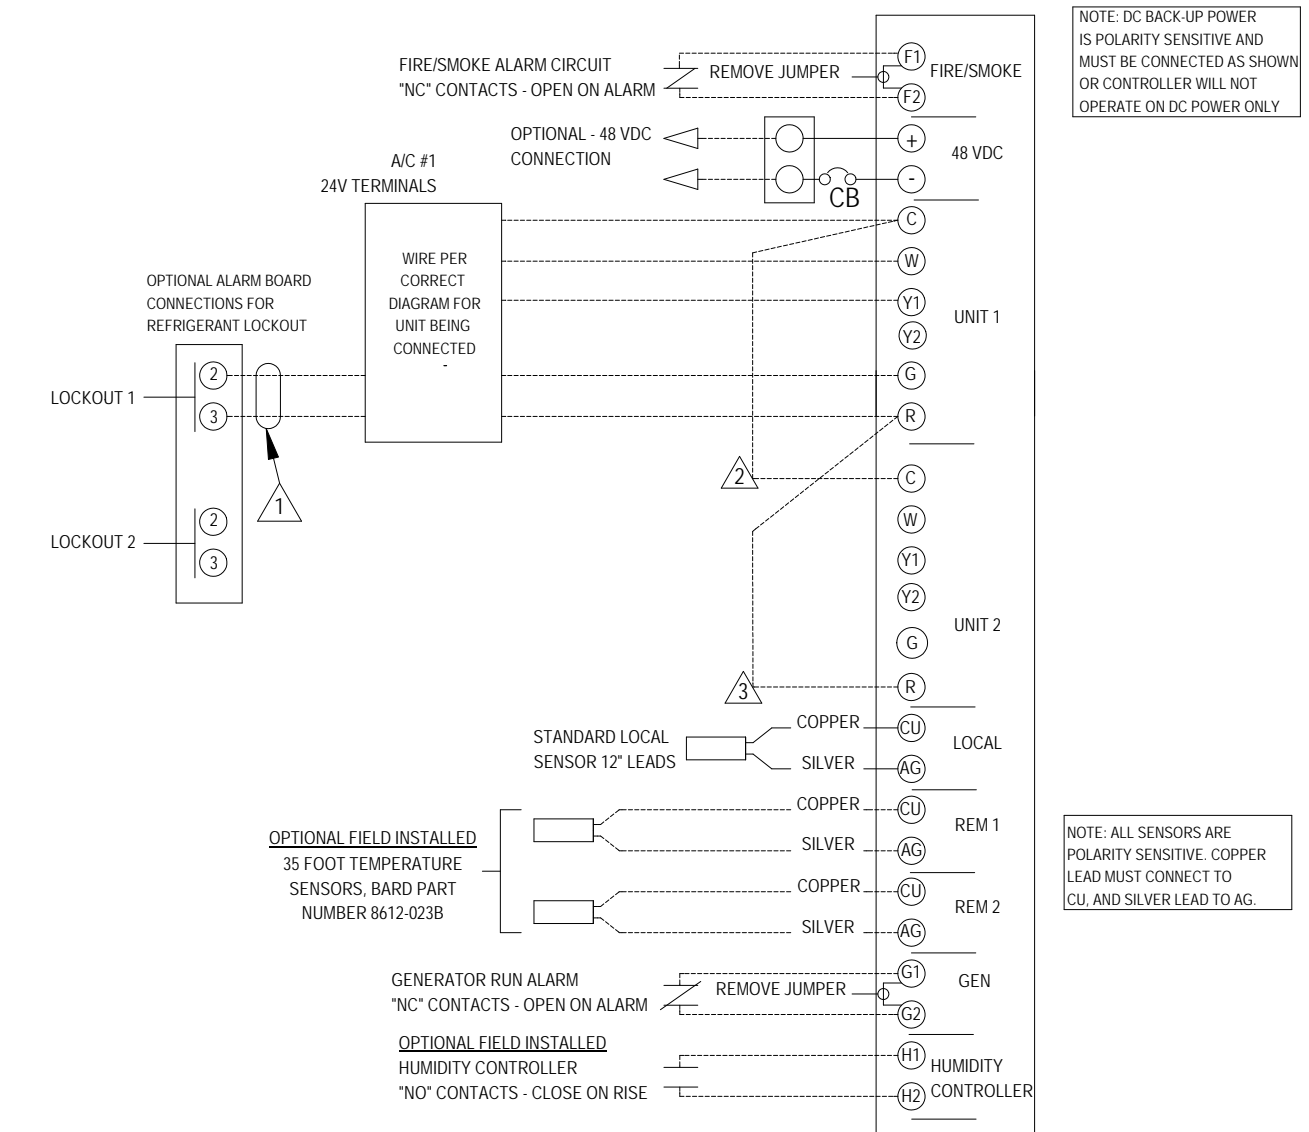 NOTE: DC BACK-UP POWER
IS POLARITY SENSITIVE AND
MUST BE CONNECTED AS SHOWN
OR CONTROLLER WILL NOT
OPERATE ON DC POWER ONLY
FIRE/SMOKE ALARM CIRCUIT
"NC" CONTACTS - OPEN ON ALARM
REMOVE JUMPER
F1
F2
FIRE/SMOKE
OPTIONAL - 48 VDC
CONNECTION
CB
+
-
48 VDC
A/C #1
24V TERMINALS
WIRE PER
CORRECT
DIAGRAM FOR
UNIT BEING
CONNECTED
-
C
W
Y1
Y2
G
R
UNIT 1
OPTIONAL ALARM BOARD
CONNECTIONS FOR
REFRIGERANT LOCKOUT
LOCKOUT 1
2
3
1
LOCKOUT 2
2
3
2
3
C
W
Y1
Y2
G
R
UNIT 2
STANDARD LOCAL
SENSOR 12" LEADS
COPPER
SILVER
CU
AG
LOCAL
OPTIONAL FIELD INSTALLED
35 FOOT TEMPERATURE
SENSORS, BARD PART
NUMBER 8612-023B
COPPER
SILVER
CU
AG
REM 1
COPPER
SILVER
CU
AG
REM 2
NOTE: ALL SENSORS ARE
POLARITY SENSITIVE. COPPER
LEAD MUST CONNECT TO
CU, AND SILVER LEAD TO AG.
GENERATOR RUN ALARM
"NC" CONTACTS - OPEN ON ALARM
REMOVE JUMPER
G1
G2
GEN
OPTIONAL FIELD INSTALLED
HUMIDITY CONTROLLER
"NO" CONTACTS - CLOSE ON RISE
H1
H2
HUMIDITY
CONTROLLER